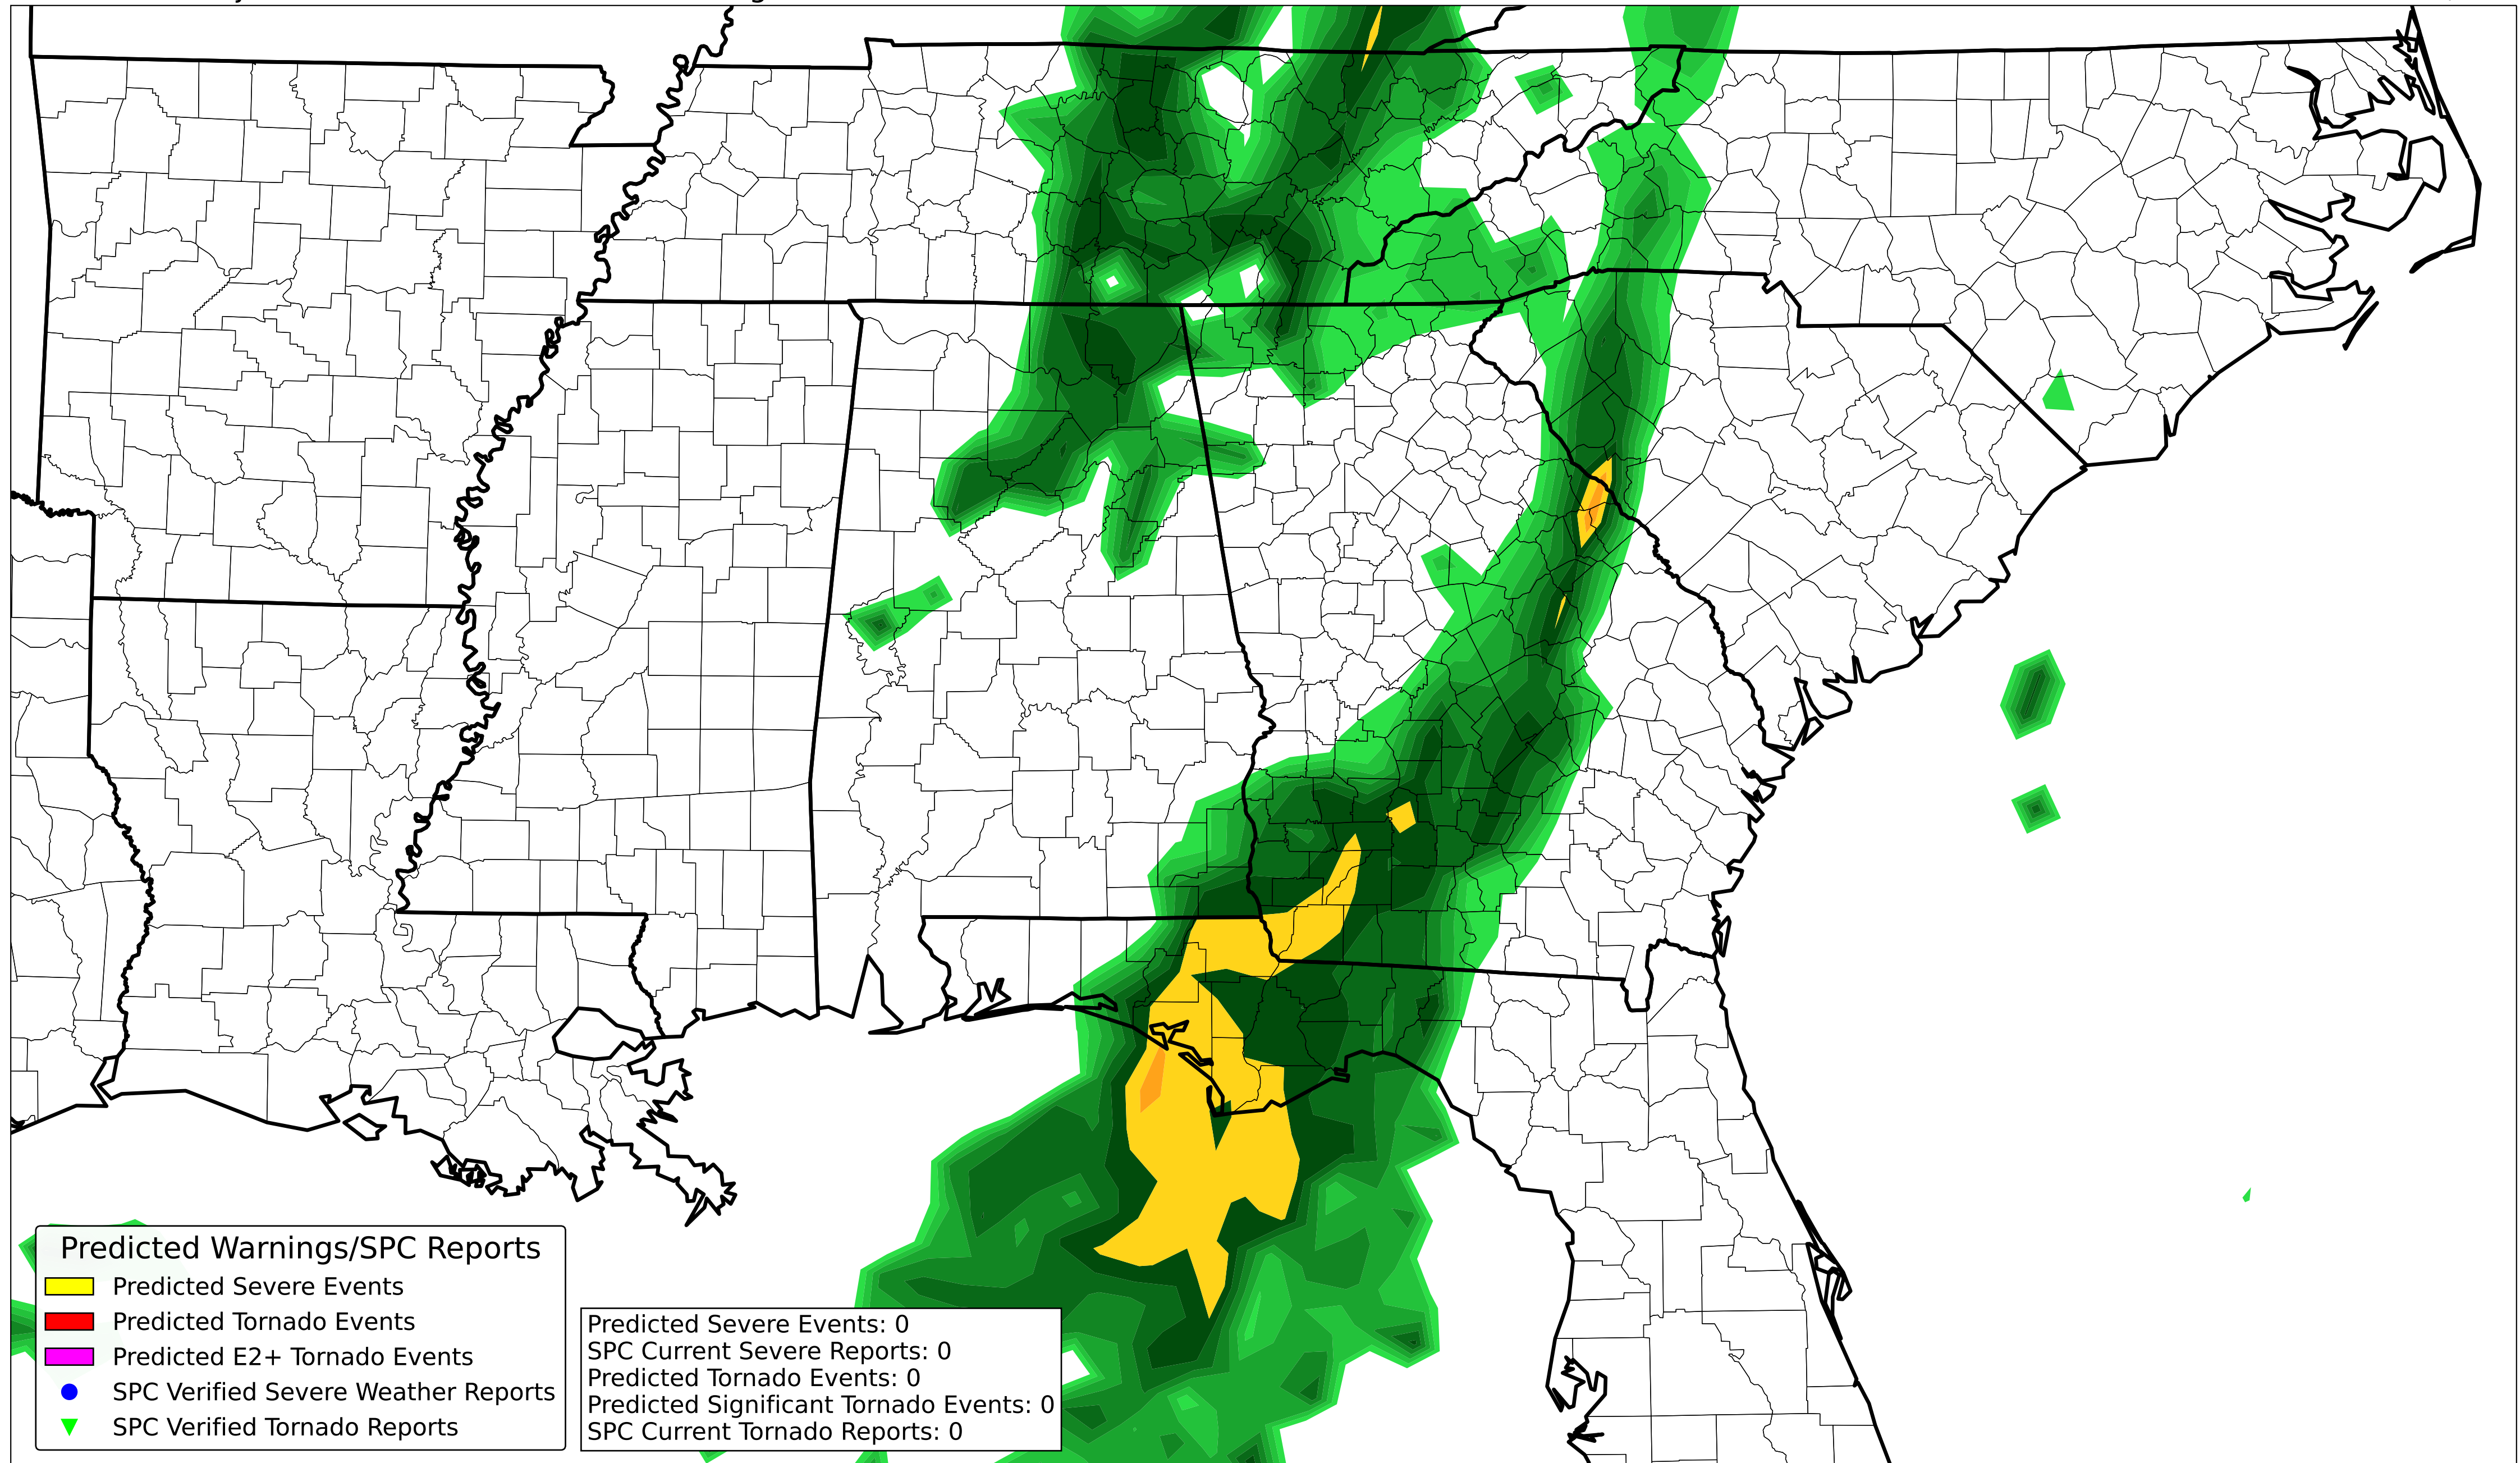 Predicted Warnings/SPC Reports
Predicted Severe Events
Predicted Tornado Events
Predicted E2+ Tornado Events
SPC Verified Severe Weather Reports
SPC Verified Tornado Reports
Predicted Severe Events: 0
SPC Current Severe Reports: 0
Predicted Tornado Events: 0
Predicted Significant Tornado Events: 0
SPC Current Tornado Reports: 0